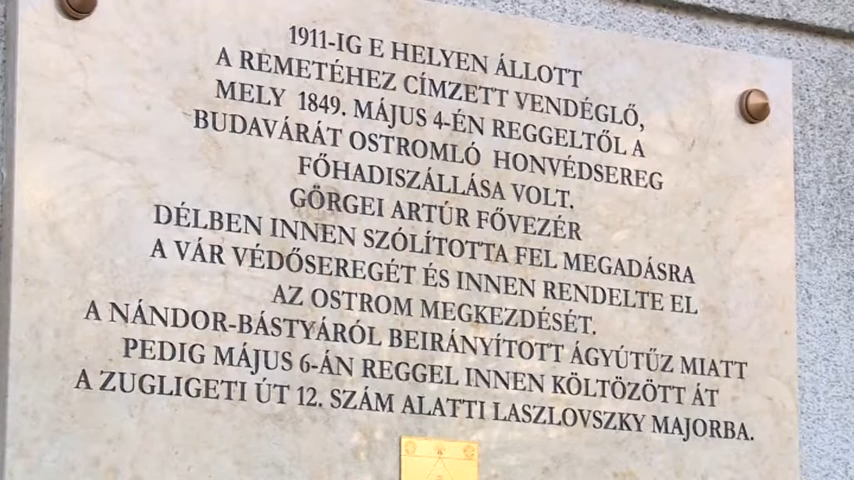 1911-IG E HELYEN ÁLLOTT
A REMETÉHEZ CÍMZETT VENDÉGLŐ,
MELY 1849. MÁJUS 4-ÉN REGGELTŐL A
BUDAVÁRÁT OSTROMLÓ HONVÉDSEREG
FŐHADISZÁLLÁSA VOLT.
GÖRGEI ARTÚR FŐVEZÉR
DÉLBEN INNEN SZÓLÍTOTTA FEL MEGADÁSRA
A VÁR VÉDŐSEREGÉT ÉS INNEN RENDELTE EL
AZ OSTROM MEGKEZDÉSÉT.
A NÁNDOR-BÁSTYÁRÓL BEIRÁNYÍTOTT ÁGYÚTŰZ MIATT
PEDIG MÁJUS 6-ÁN REGGEL INNEN KÖLTÖZÖTT ÁT
A ZUGLIGETI ÚT 12. SZÁM ALATTI LASZLOVSZKY MAJORBA.